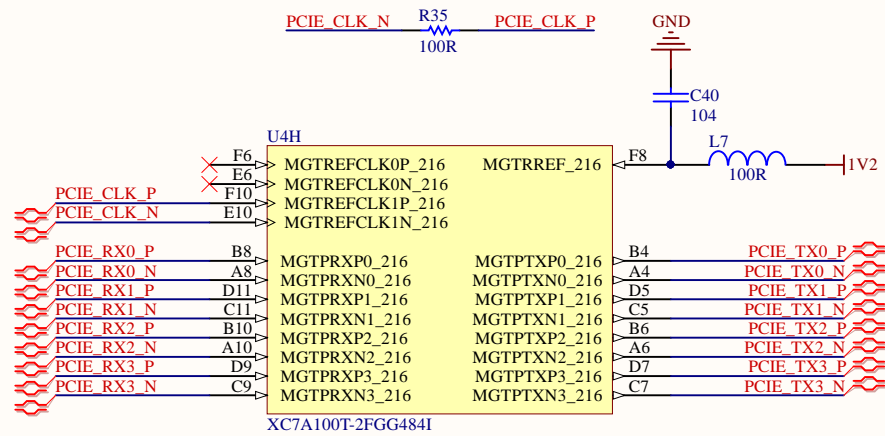 PCIE_CLK_N R35 PCIE_CLK_P
100R
GND
C40
104
U4H
L7
100R
1V2
F6 MGTREFCLK0P_216 MGTRREF_216 F8
E6 MGTREFCLK0N_216
PCIE_CLK_P F10 MGTREFCLK1P_216
PCIE_CLK_N E10 MGTREFCLK1N_216
PCIE_RX0_P B8 MGTPRXP0_216 MGTPTXP0_216 B4 PCIE_TX0_P
PCIE_RX0_N A8 MGTPRXN0_216 MGTPTXN0_216 A4 PCIE_TX0_N
PCIE_RX1_P D11 MGTPRXP1_216 MGTPTXP1_216 D5 PCIE_TX1_P
PCIE_RX1_N C11 MGTPRXN1_216 MGTPTXN1_216 C5 PCIE_TX1_N
PCIE_RX2_P B10 MGTPRXP2_216 MGTPTXP2_216 B6 PCIE_TX2_P
PCIE_RX2_N A10 MGTPRXN2_216 MGTPTXN2_216 A6 PCIE_TX2_N
PCIE_RX3_P D9 MGTPRXP3_216 MGTPTXP3_216 D7 PCIE_TX3_P
PCIE_RX3_N C9 MGTPRXN3_216 MGTPTXN3_216 C7 PCIE_TX3_N
XC7A100T-2FGG484I